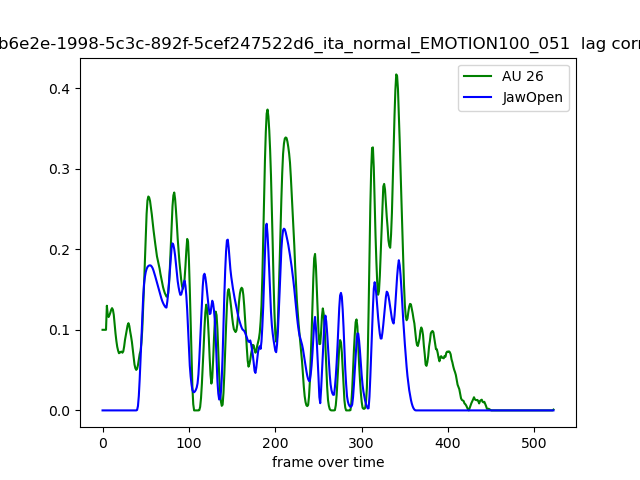 b6e2e-1998-5c3c-892f-5cef247522d6_ita_normal_EMOTION100_051 lag corr
AU 26
JawOpen
0.4
0.3
0.2
0.1
0.0
0 100 200 300 400 500
frame over time